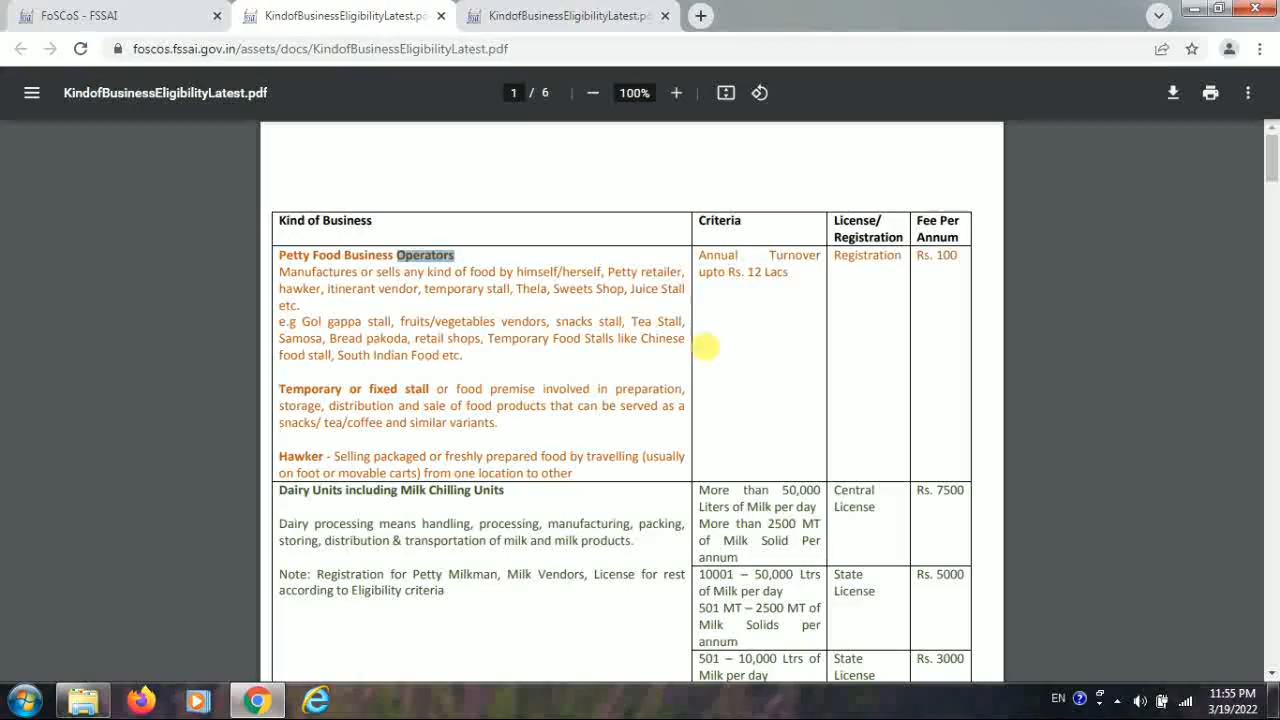 FoSCoS - FSSAI
KindofBusinessEligibilityLatest.pd
KindofBusinessEligibilityLatest.pd
foscos.fssai.gov.in/assets/docs/KindofBusinessEligibilityLatest.pdf
KindofBusinessEligibilityLatest.pdf
1 / 6
100%
Kind of Business
Criteria
License/
Registration
Fee Per
Annum
Petty Food Business Operators
Manufactures or sells any kind of food by himself/herself, Petty retailer,
hawker, itinerant vendor, temporary stall, Thela, Sweets Shop, Juice Stall
etc.
e.g Gol gappa stall, fruits/vegetables vendors, snacks stall, Tea Stall,
Samosa, Bread pakoda, retail shops, Temporary Food Stalls like Chinese
food stall, South Indian Food etc.
Temporary or fixed stall or food premise involved in preparation,
storage, distribution and sale of food products that can be served as a
snacks/ tea/coffee and similar variants.
Hawker - Selling packaged or freshly prepared food by travelling (usually
on foot or movable carts) from one location to other
Annual Turnover
upto Rs. 12 Lacs
Registration
Rs. 100
Dairy Units including Milk Chilling Units
Dairy processing means handling, processing, manufacturing, packing,
storing, distribution & transportation of milk and milk products.
Note: Registration for Petty Milkman, Milk Vendors, License for rest
according to Eligibility criteria
More than 50,000
Liters of Milk per day
More than 2500 MT
of Milk Solid Per
annum
Central
License
Rs. 7500
10001 – 50,000 Ltrs
of Milk per day
501 MT – 2500 MT of
Milk Solids per
annum
State
License
Rs. 5000
501 – 10,000 Ltrs of
Milk per day
State
License
Rs. 3000
EN
11:55 PM
3/19/2022